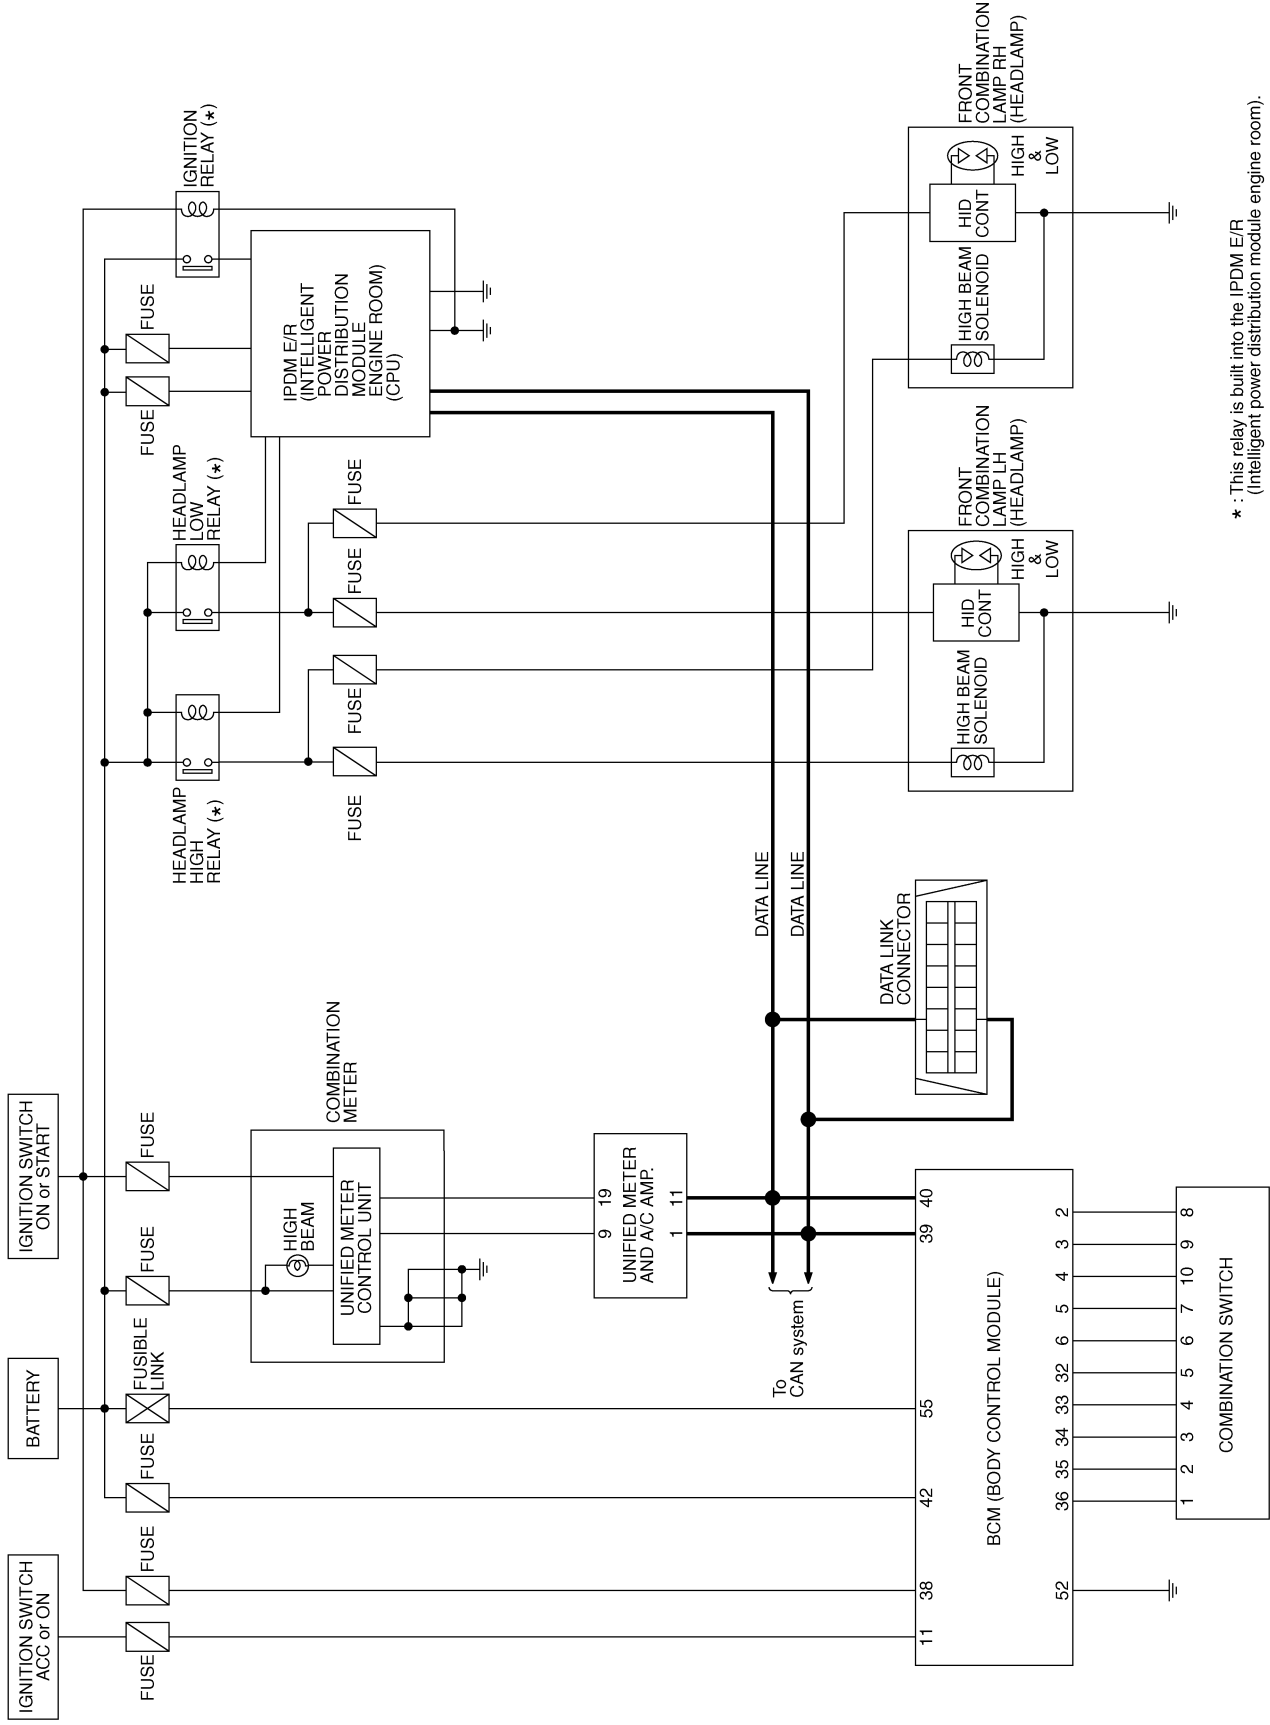 IGNITION SWITCH
ACC or ON
BATTERY
IGNITION SWITCH
ON or START
FUSE
FUSE
FUSE
FUSIBLE
LINK
FUSE
FUSE
HEADLAMP
HIGH
RELAY (*)
HEADLAMP
LOW
RELAY (*)
FUSE
FUSE
IGNITION
RELAY (*)
COMBINATION
METER
HIGH
BEAM
UNIFIED METER
CONTROL UNIT
FUSE
FUSE
FUSE
FUSE
IPDM E/R
(INTELLIGENT
POWER
DISTRIBUTION
MODULE
ENGINE ROOM)
(CPU)
9 19
UNIFIED METER
AND A/C AMP.
1 11
DATA LINE
DATA LINE
To
CAN system
DATA LINK
CONNECTOR
11 38 42 55 39 40
BCM (BODY CONTROL MODULE)
52 36 35 34 33 32 6 5 4 3 2
1 2 3 4 5 6 7 10 9 8
COMBINATION SWITCH
FRONT
COMBINATION
LAMP LH
(HEADLAMP)
HIGH BEAM
SOLENOID
HID
CONT
HIGH
&
LOW
FRONT
COMBINATION
LAMP RH
(HEADLAMP)
HIGH BEAM
SOLENOID
HID
CONT
HIGH
&
LOW
* : This relay is built into the IPDM E/R
(Intelligent power distribution module engine room).